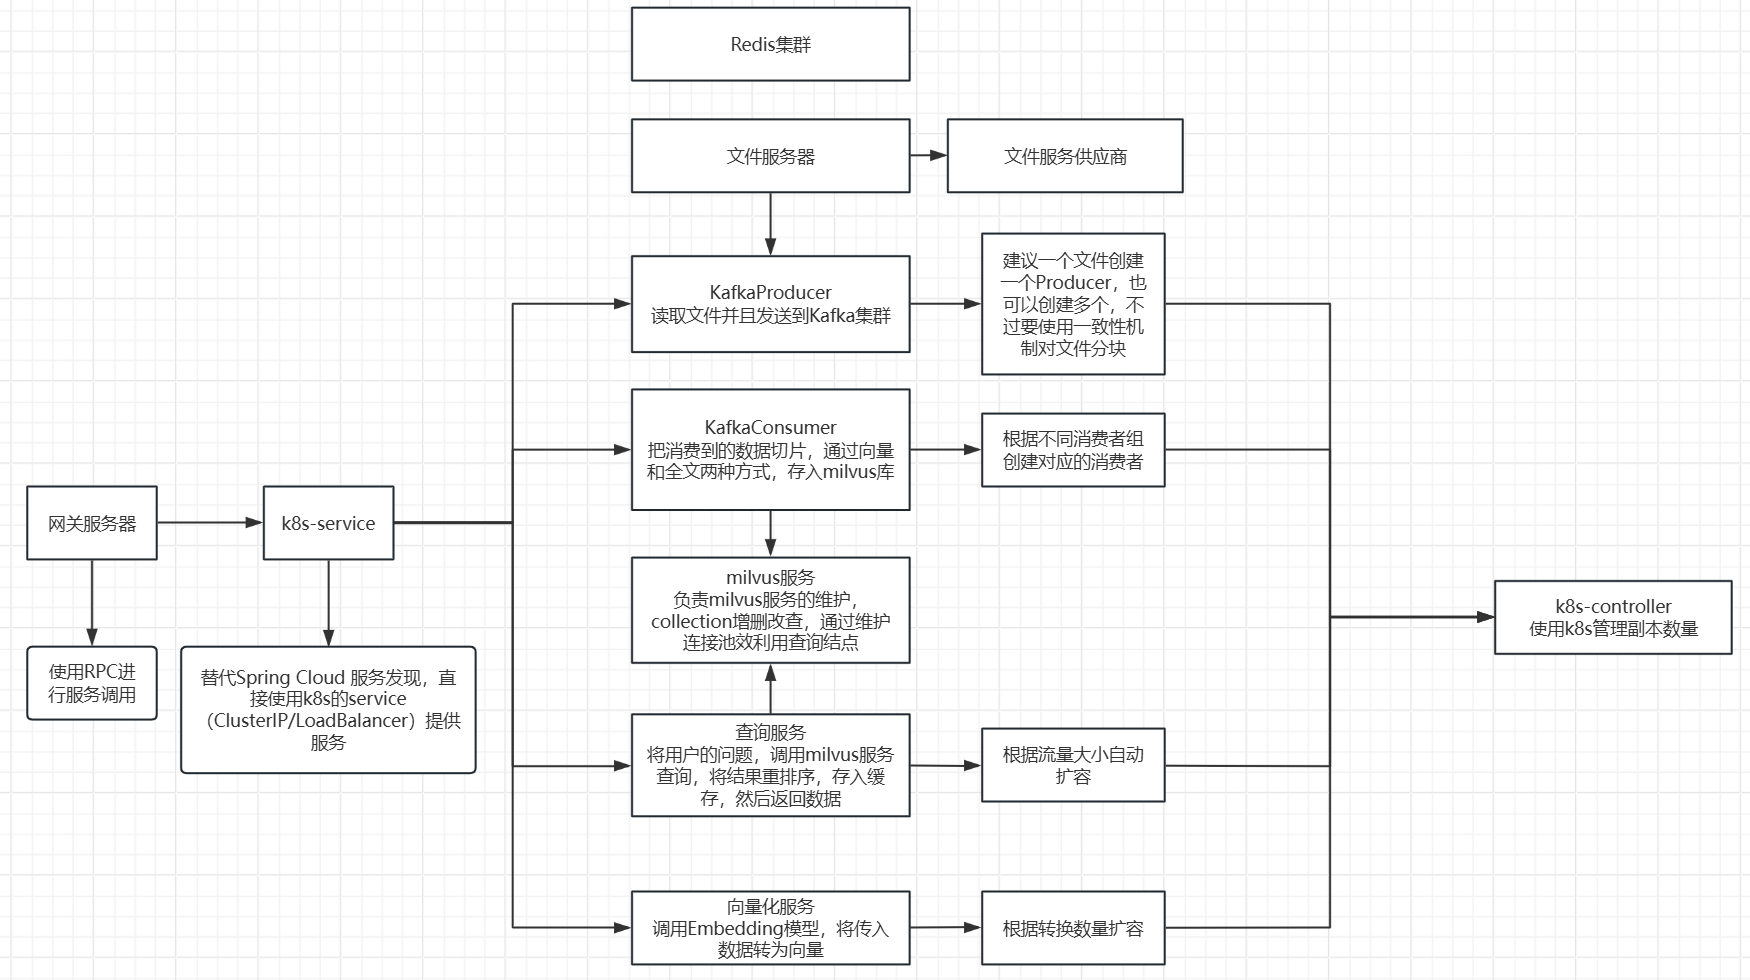 Redis集群
文件服务器
文件服务供应商
KafkaProducer
读取文件并且发送到Kafka集群
建议一个文件创建
一个Producer，也
可以创建多个，不
过要使用一致性机
制对文件分块
KafkaConsumer
把消费到的数据切片，通过向量
和全文两种方式，存入milvus库
根据不同消费者组
创建对应的消费者
网关服务器
k8s-service
milvus服务
负责milvus服务的维护，
collection增删改查，通过维护
连接池效利用查询结点
k8s-controller
使用k8s管理副本数量
使用RPC进
行服务调用
替代Spring Cloud 服务发现，直
接使用k8s的service
（ClusterIP/LoadBalancer）提供
服务
查询服务
将用户的问题，调用milvus服务
查询，将结果重排序，存入缓
存，然后返回数据
根据流量大小自动
扩容
向量化服务
调用Embedding模型，将传入
数据转为向量
根据转换数量扩容